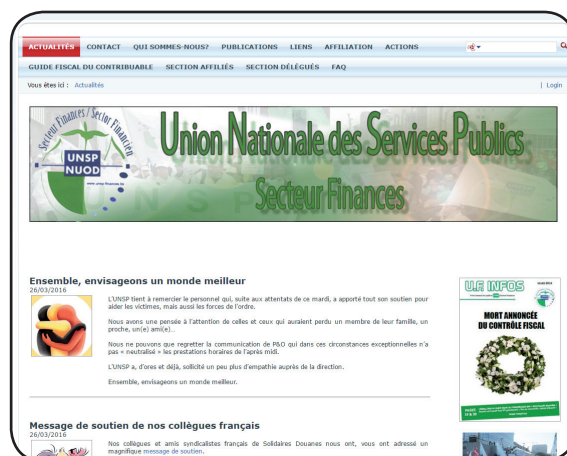 ACTUALITÉS CONTACT QUI SOMMES-NOUS? PUBLICATIONS LIENS AFFILIATION ACTIONS
GUIDE FISCAL DU CONTRIBUABLE SECTION AFFILIÉS SECTION DÉLÉGUÉS FAQ
Vous êtes ici : Actualités | Login
Secteur Finances / Sector Financiën
UNSP
NUOD
www.unsp-finances.be
Union Nationale des Services Publics
Secteur Finances
Ensemble, envisageons un monde meilleur
26/03/2016
L'UNSP tient à remercier le personnel qui, suite aux attentats de ce mardi, a apporté tout son soutien pour
aider les victimes, mais aussi les forces de l'ordre.
Nous avons une pensée à l'attention de celles et ceux qui auraient perdu un membre de leur famille, un
proche, un(e) ami(e)...
Nous ne pouvons que regretter la communication de P&O qui dans ces circonstances exceptionnelles n'a
pas « neutralisé » les prestations horaires de l'après midi.
L'UNSP a, d'ores et déjà, sollicité un peu plus d'empathie auprès de la direction.
Ensemble, envisageons un monde meilleur.
U.F. INFOS
MORT ANNONCÉE
DU CONTRÔLE FISCAL
Message de soutien de nos collègues français
26/03/2016
Nos collègues et amis syndicalistes français de Solidaires Douanes nous ont, vous ont adressé un
magnifique message de soutien.